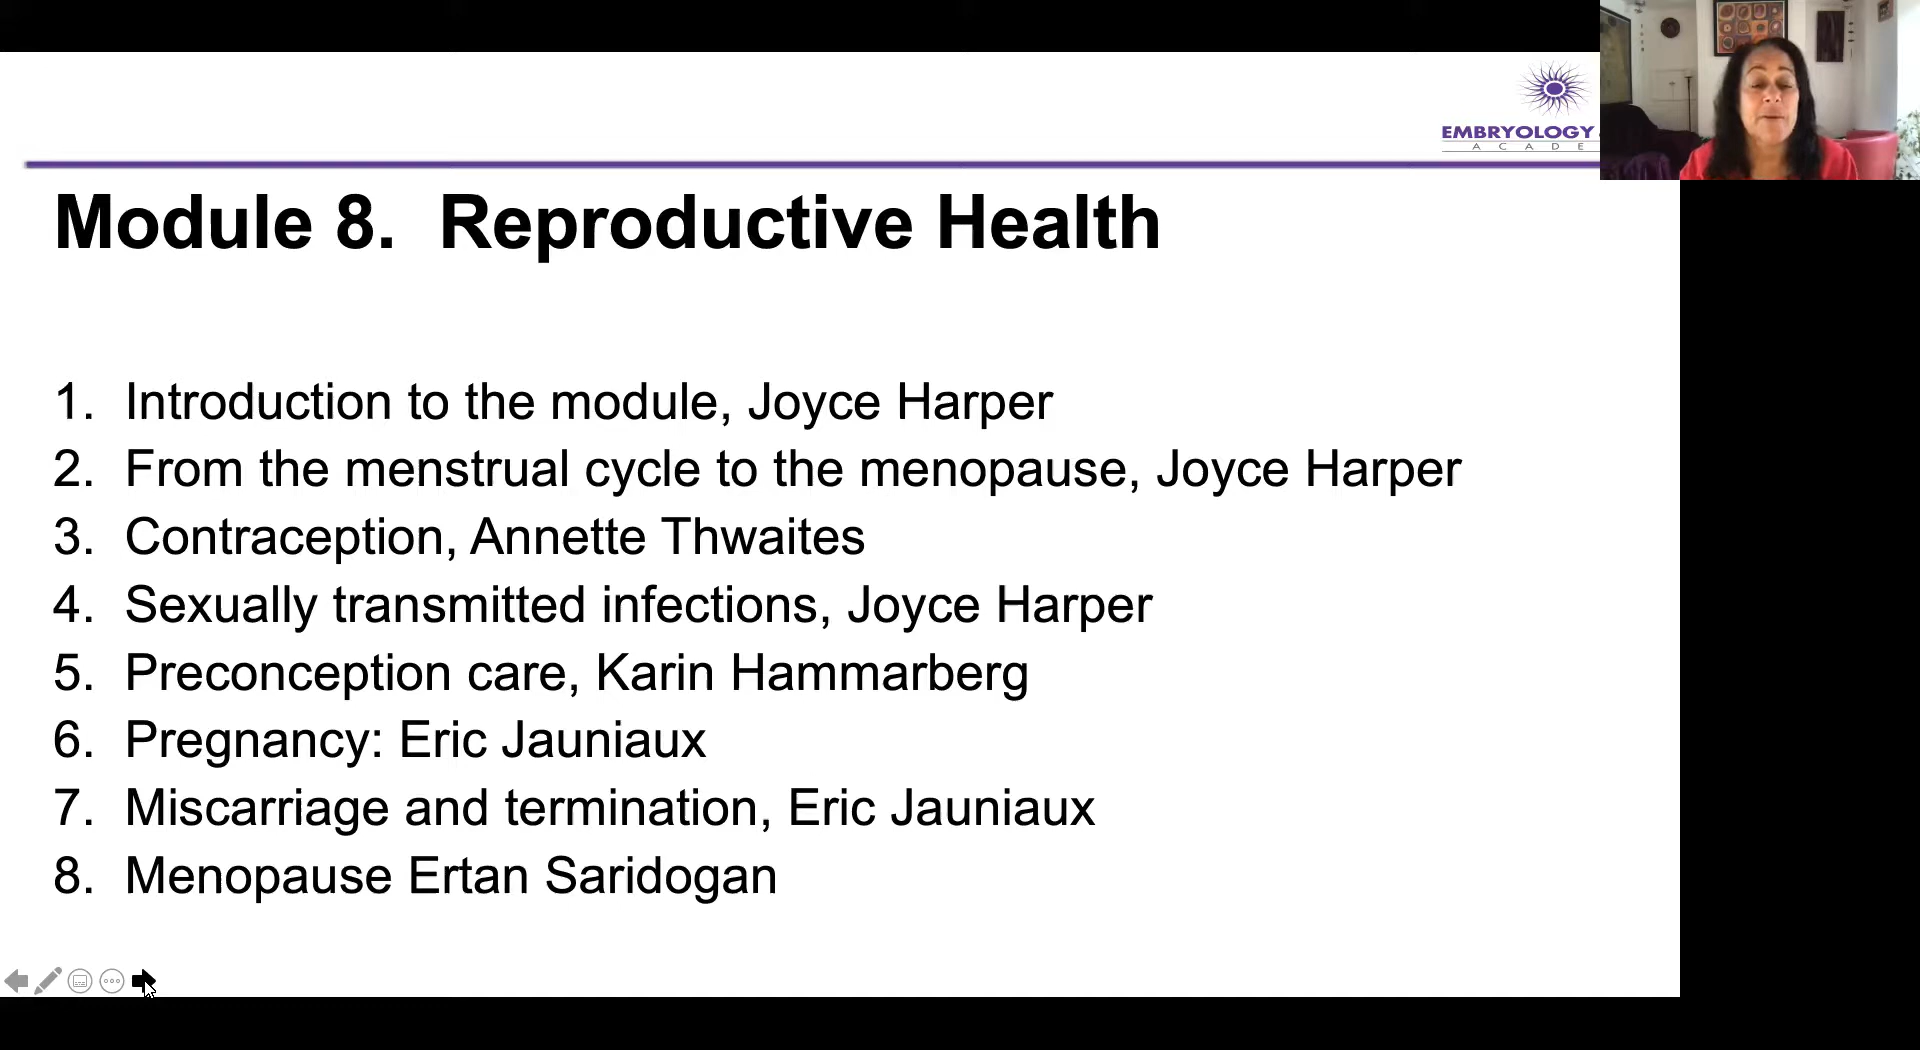 EMBRYOLOGY
A C A D E
Module 8. Reproductive Health
1. Introduction to the module, Joyce Harper
2. From the menstrual cycle to the menopause, Joyce Harper
3. Contraception, Annette Thwaites
4. Sexually transmitted infections, Joyce Harper
5. Preconception care, Karin Hammarberg
6. Pregnancy: Eric Jauniaux
7. Miscarriage and termination, Eric Jauniaux
8. Menopause Ertan Saridogan